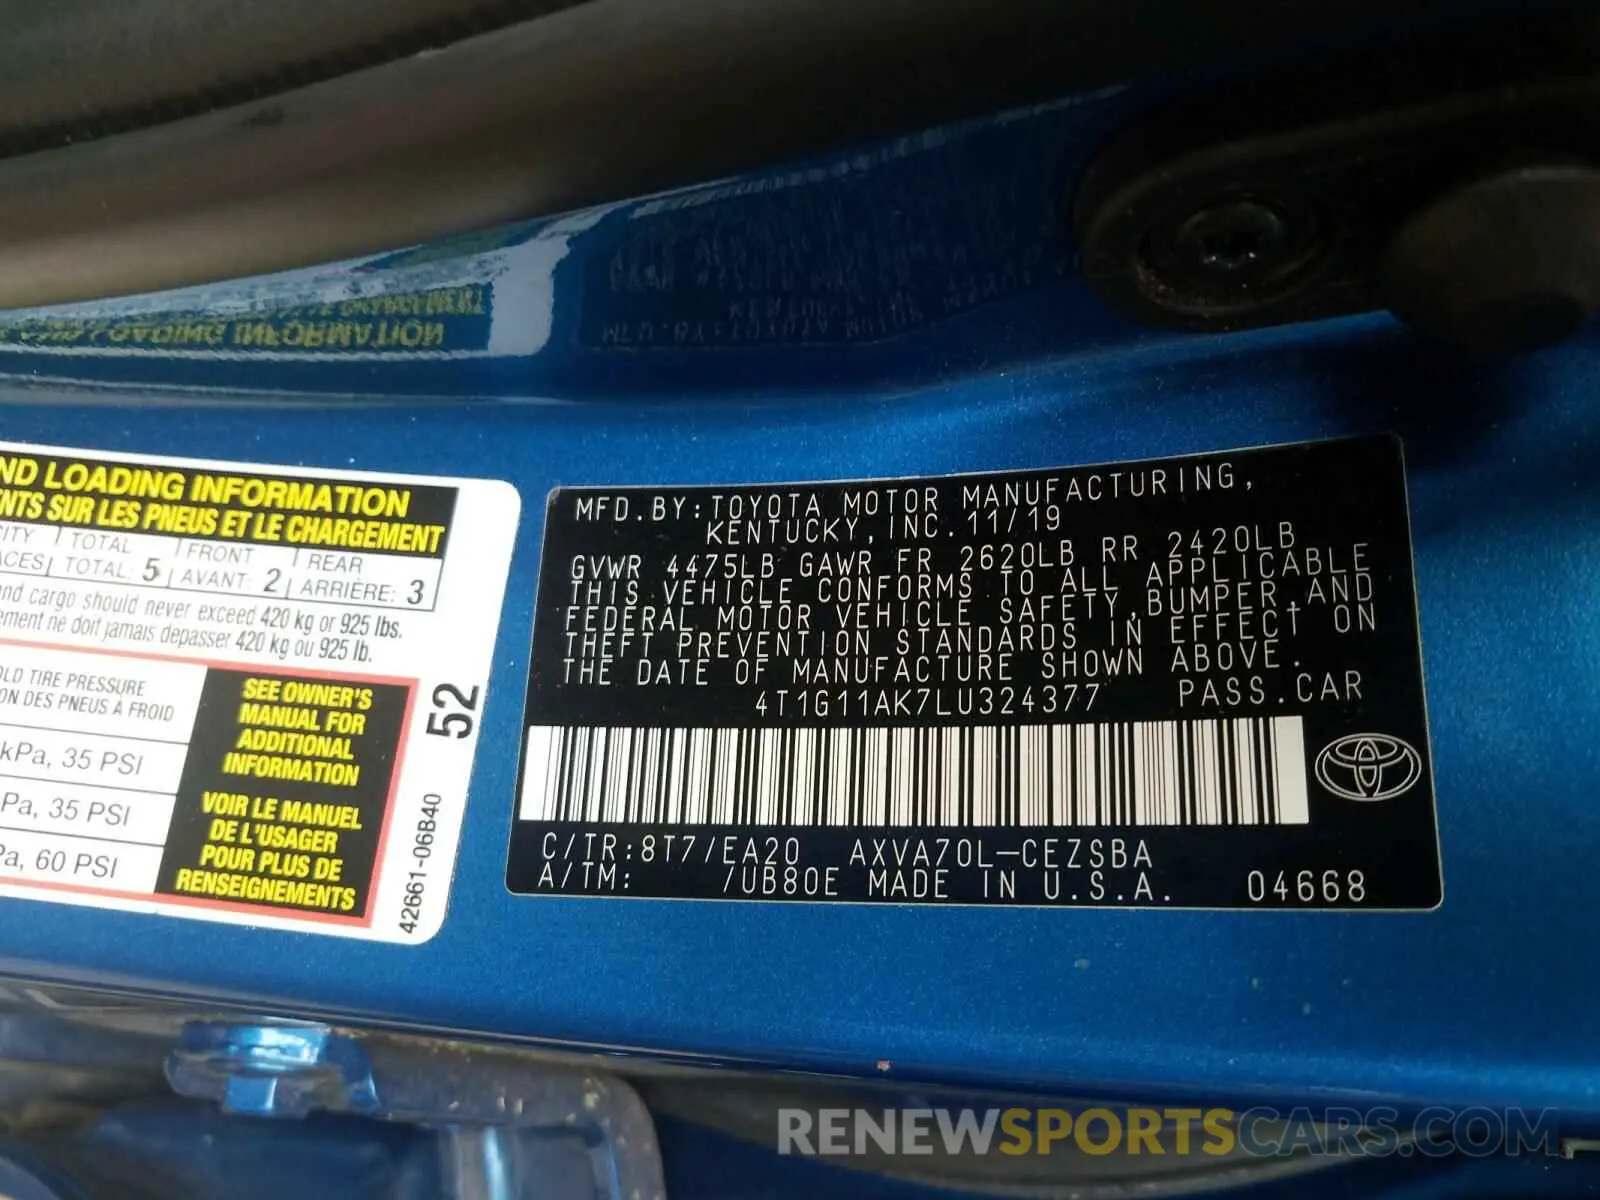 ND LOADING INFORMATION
NTS SUR LES PNEUS ET LE CHARGEMENT
CITY TOTAL FRONT REAR
ACES TOTAL: 5 AVANT: 2 ARRIÈRE: 3
nd cargo should never exceed 420 kg or 925 lbs.
ement ne doit jamais depasser 420 kg ou 925 lb.
OLD TIRE PRESSURE
ON DES PNEUS À FROID
kPa, 35 PSI
Pa, 35 PSI
Pa, 60 PSI
SEE OWNER'S
MANUAL FOR
ADDITIONAL
INFORMATION
VOIR LE MANUEL
DE L'USAGER
POUR PLUS DE
RENSEIGNEMENTS
52
42661-06B40
MFD.BY:TOYOTA MOTOR MANUFACTURING,
KENTUCKY,INC.11/19
GVWR 4475LB GAWR FR 2620LB RR 2420LB
THIS VEHICLE CONFORMS TO ALL APPLICABLE
FEDERAL MOTOR VEHICLE SAFETY,BUMPER AND
THEFT PREVENTION STANDARDS IN EFFECT ON
THE DATE OF MANUFACTURE SHOWN ABOVE.
4T1G11AK7LU324377 PASS.CAR
C/TR:8T7/EA20 AXVA70L-CEZSBA
A/TM: /UB80E MADE IN U.S.A. 04668
RENEWSPORTSCARS.COM